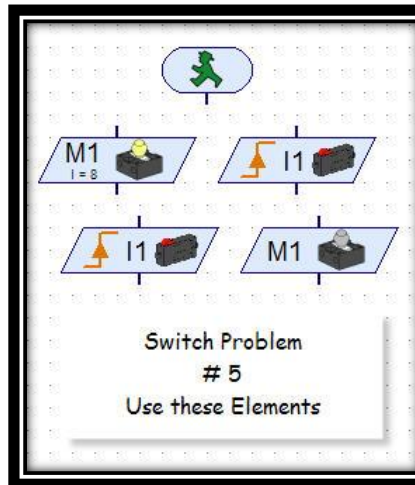 M1
I = 8
I1
I1
M1
Switch Problem
# 5
Use these Elements